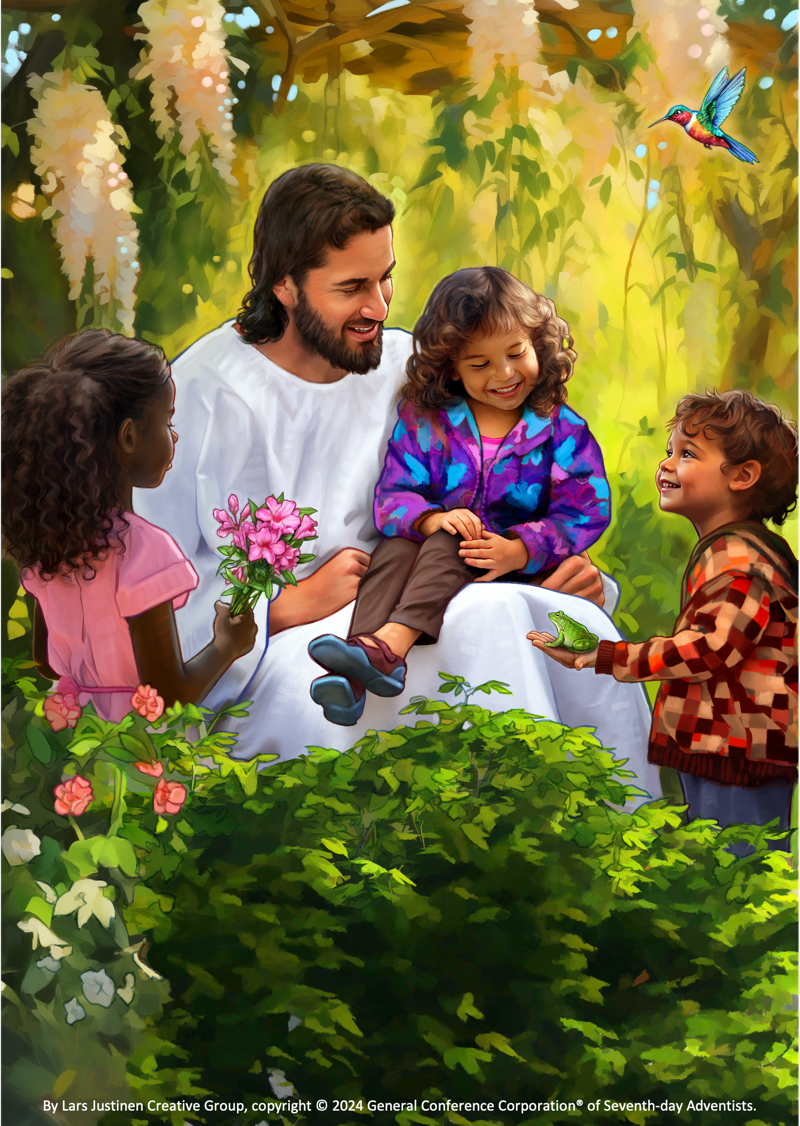 By Lars Justinen Creative Group, copyright © 2024 General Conference Corporation® of Seventh-day Adventists.